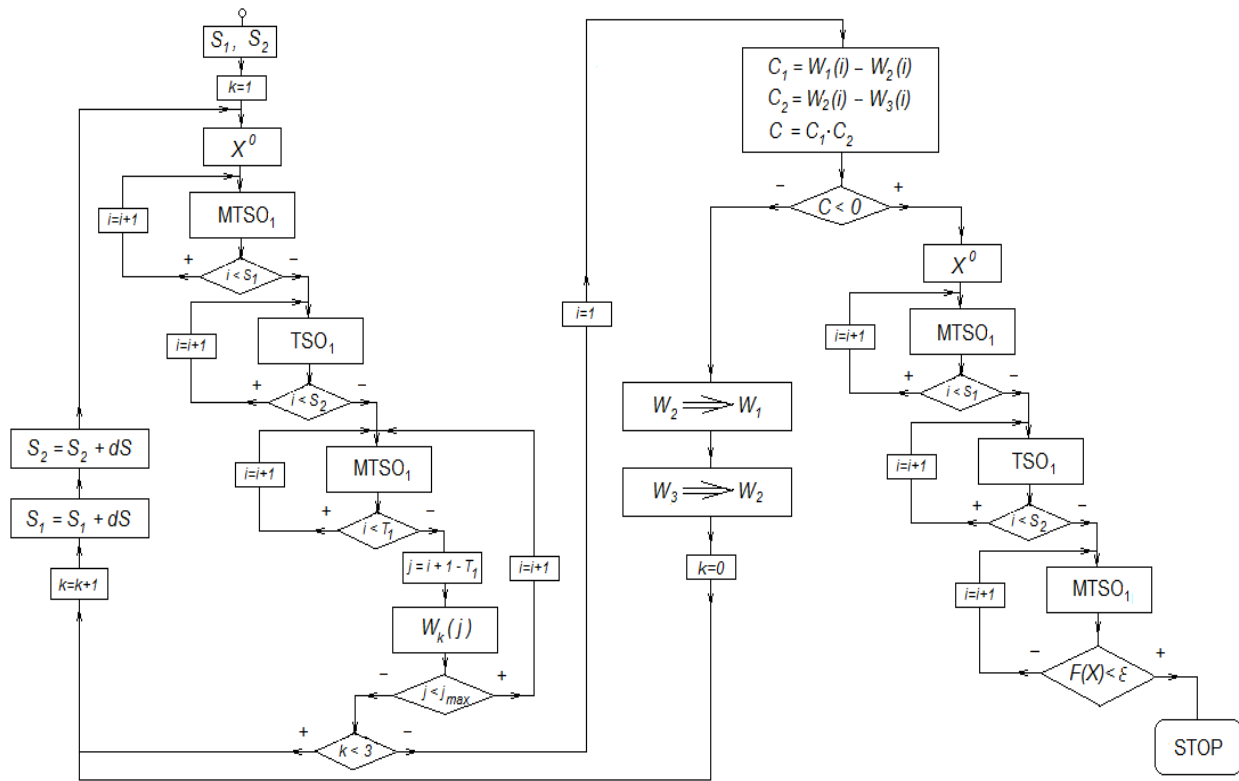 S₁, S₂
k=1
X⁰
MTSO₁
i=i+1
+
−
i < S₁
TSO₁
i=i+1
+
−
i < S₂
MTSO₁
i=i+1
+
−
i < T₁
j = i + 1 - T₁
i=i+1
Wₖ(j)
−
+
j < jₘₐₓ
+
−
k < 3
S₂ = S₂ + dS
S₁ = S₁ + dS
k=k+1
i=1
C₁ = W₁(i) − W₂(i)
C₂ = W₂(i) − W₃(i)
C = C₁·C₂
−
+
C < 0
W₂ ⇒ W₁
W₃ ⇒ W₂
k=0
X⁰
MTSO₁
i=i+1
+
−
i < S₁
TSO₁
i=i+1
+
−
i < S₂
MTSO₁
i=i+1
−
+
F(X) < ε
STOP